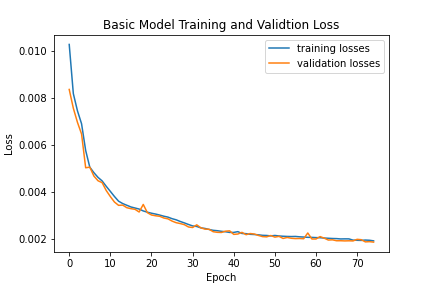 Basic Model Training and Validtion Loss
training losses
validation losses
Loss
0.010
0.008
0.006
0.004
0.002
0 10 20 30 40 50 60 70
Epoch